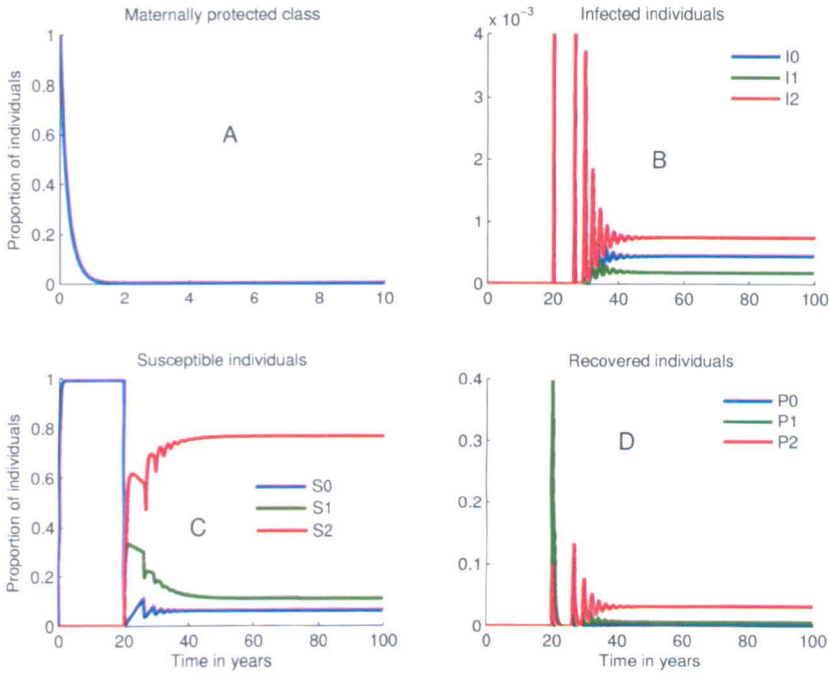 Maternally protected class
Proportion of individuals
1
0.8
0.6
0.4
0.2
0
A
0
2
4
6
8
10
Infected individuals
x 10⁻³
4
3
2
1
0
I0
I1
I2
B
0
20
40
60
80
100
Susceptible individuals
Proportion of individuals
1
0.8
0.6
0.4
0.2
0
S0
S1
S2
C
0
20
40
60
80
100
Time in years
Recovered individuals
0.4
0.3
0.2
0.1
0
P0
P1
P2
D
0
20
40
60
80
100
Time in years